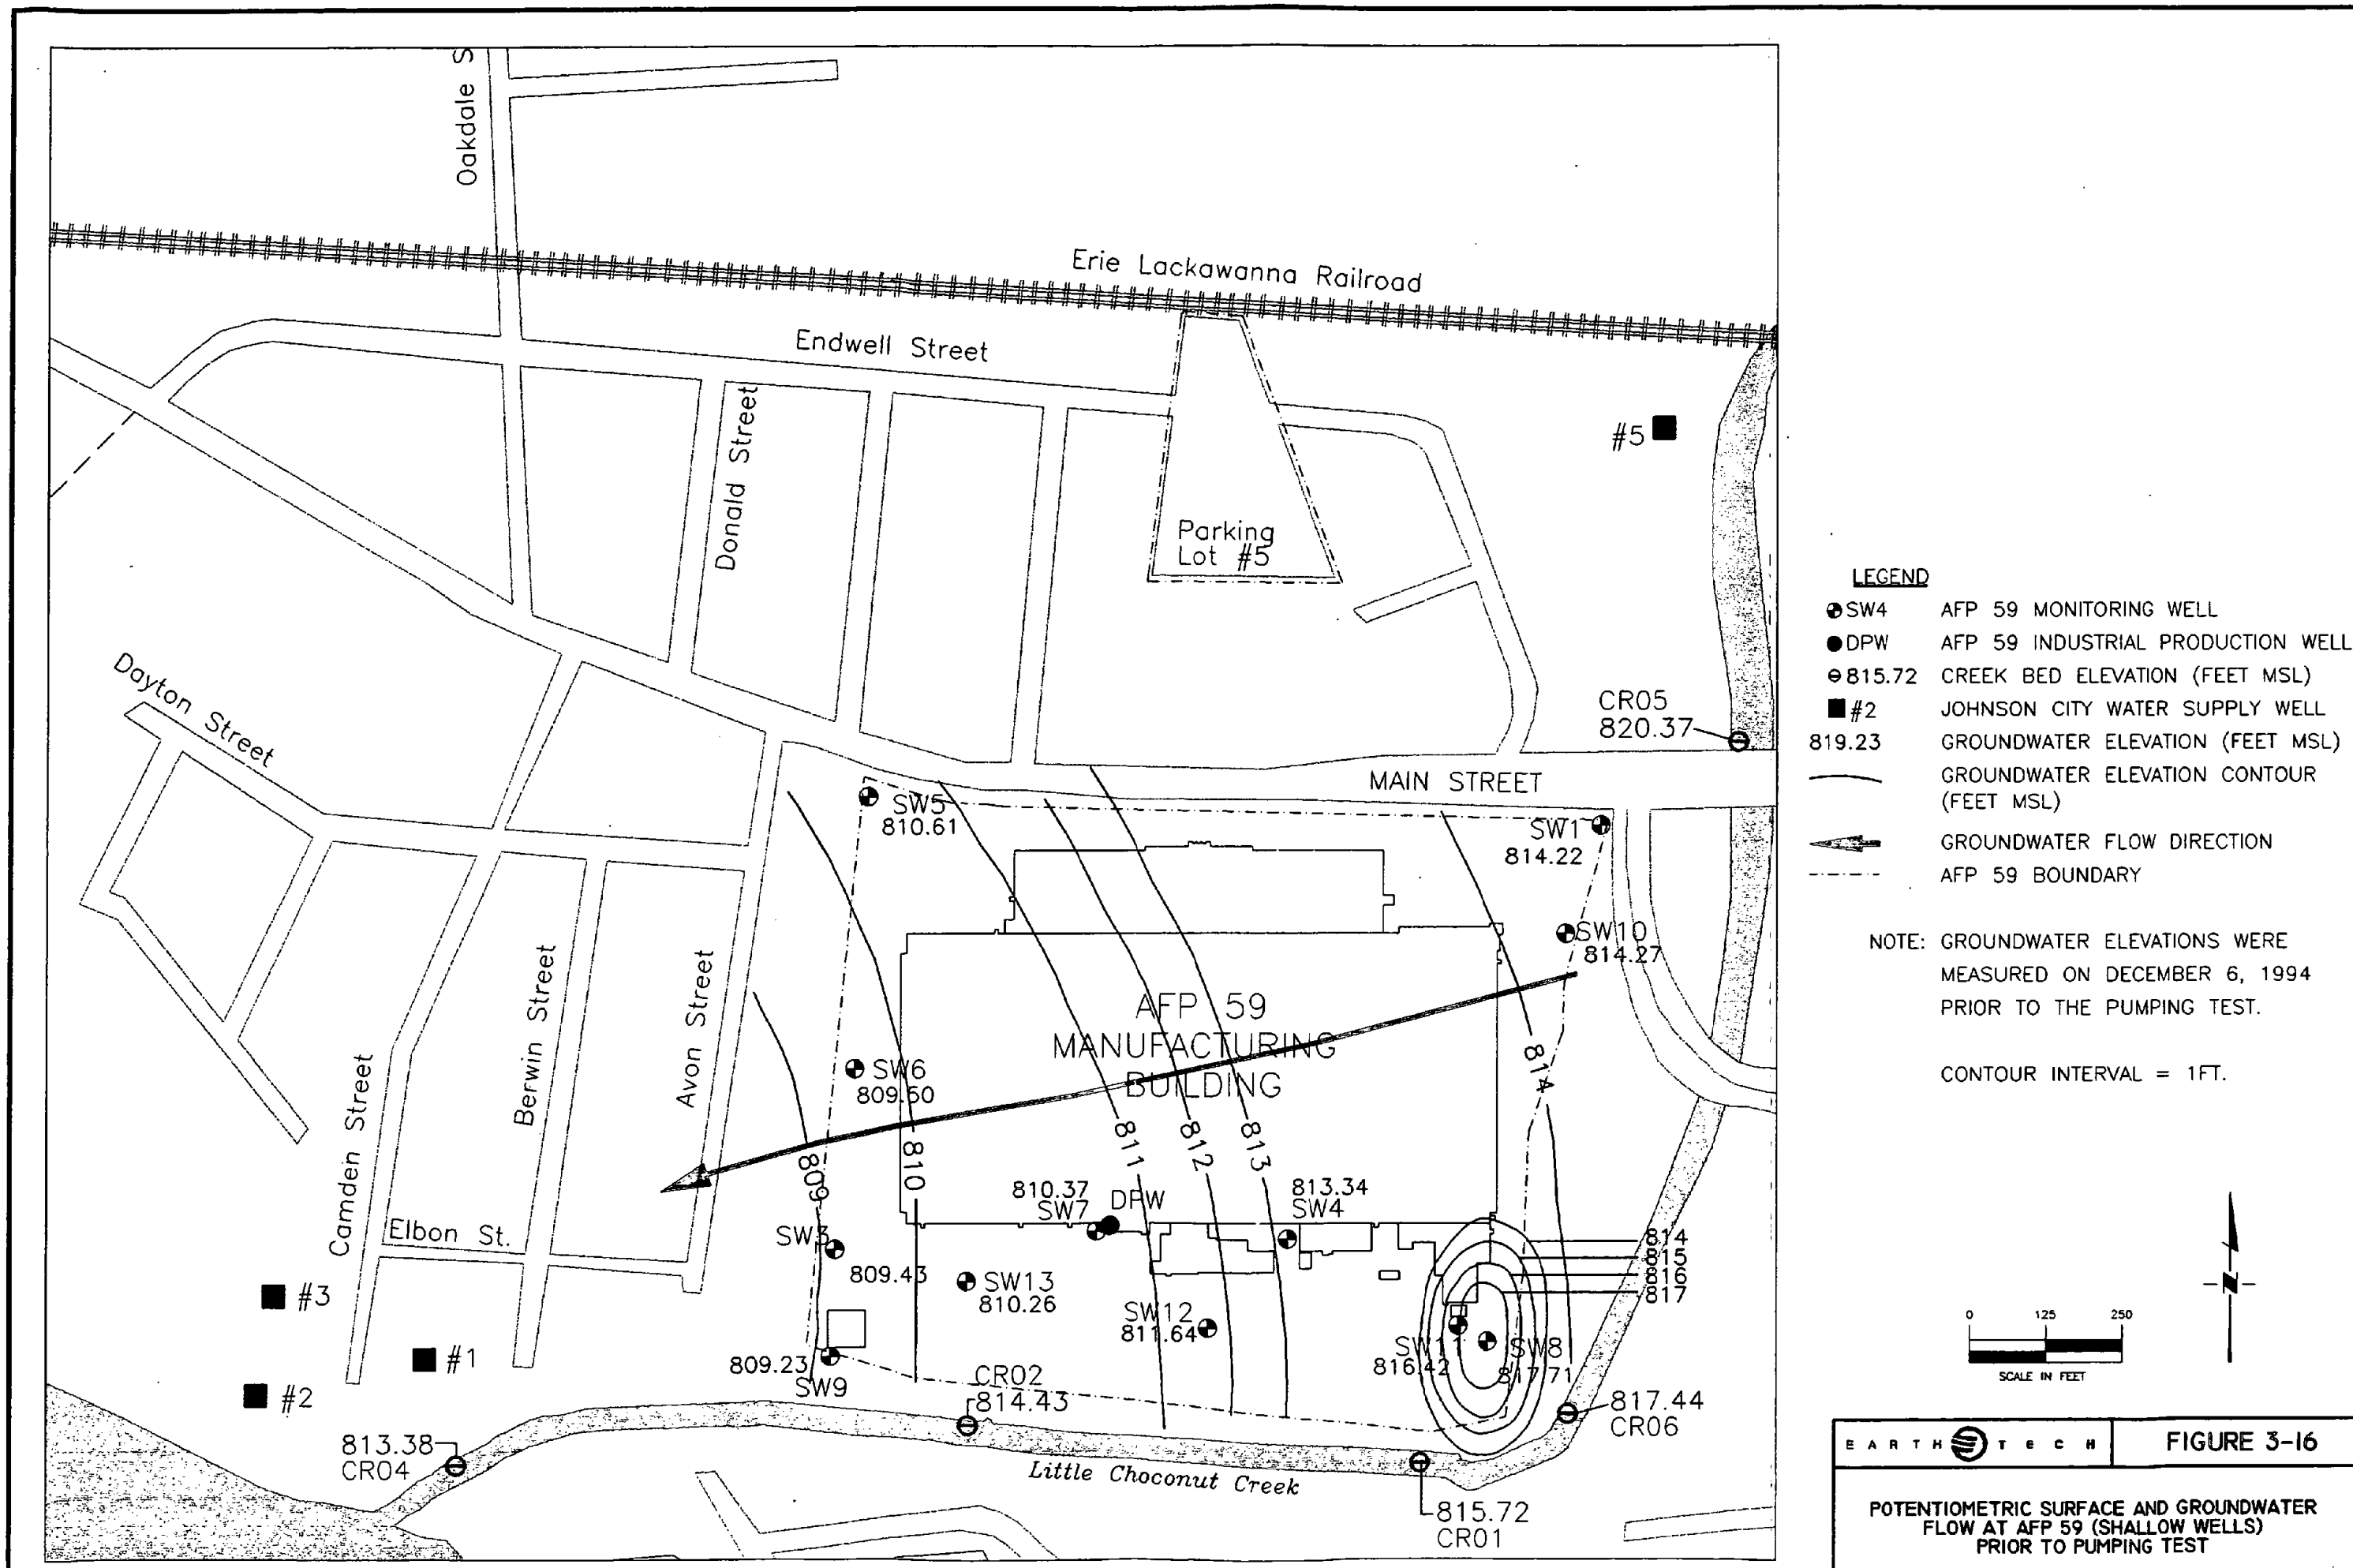 Oakdale S
Erie Lackawanna Railroad
Endwell Street
Donald Street
Parking
Lot #5
#5
Dayton Street
CR05
820.37
MAIN STREET
SW5
810.61
SW1
814.22
SW10
814.27
AFP 59
MANUFACTURING
BUILDING
SW6
809.50
Camden Street
Berwin Street
Avon Street
Elbon St.
809
810
811
812
813
814
810.37
SW7
DPW
813.34
SW4
SW3
809.43
SW13
810.26
SW12
811.64
SW11
816.42
SW8
817.71
814
815
816
817
809.23
SW9
CR02
814.43
817.44
CR06
#3
#1
#2
813.38
CR04
Little Choconut Creek
815.72
CR01
LEGEND
SW4 AFP 59 MONITORING WELL
DPW AFP 59 INDUSTRIAL PRODUCTION WELL
815.72 CREEK BED ELEVATION (FEET MSL)
#2 JOHNSON CITY WATER SUPPLY WELL
819.23 GROUNDWATER ELEVATION (FEET MSL)
GROUNDWATER ELEVATION CONTOUR
(FEET MSL)
GROUNDWATER FLOW DIRECTION
AFP 59 BOUNDARY
NOTE: GROUNDWATER ELEVATIONS WERE
MEASURED ON DECEMBER 6, 1994
PRIOR TO THE PUMPING TEST.
CONTOUR INTERVAL = 1FT.
N
0 125 250
SCALE IN FEET
EARTH TECH
FIGURE 3-16
POTENTIOMETRIC SURFACE AND GROUNDWATER
FLOW AT AFP 59 (SHALLOW WELLS)
PRIOR TO PUMPING TEST